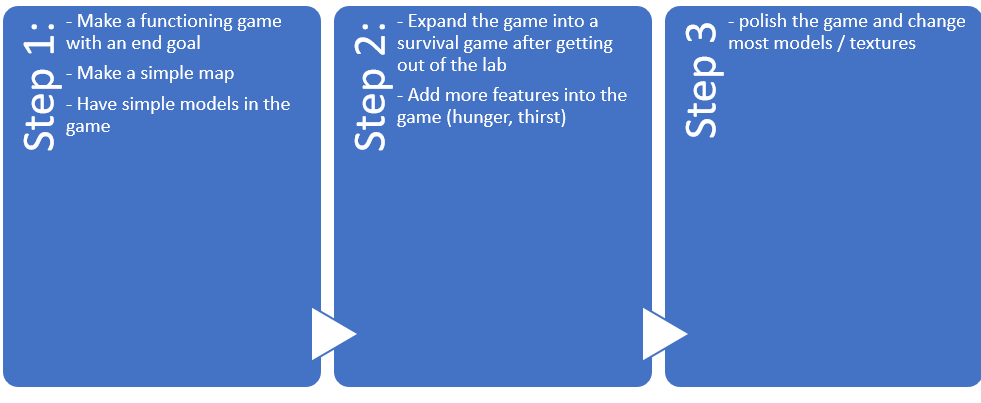 Step 1:
- Make a functioning game
with an end goal
- Make a simple map
- Have simple models in the
game
Step 2:
- Expand the game into a
survival game after getting
out of the lab
- Add more features into the
game (hunger, thirst)
Step 3
- polish the game and change
most models / textures